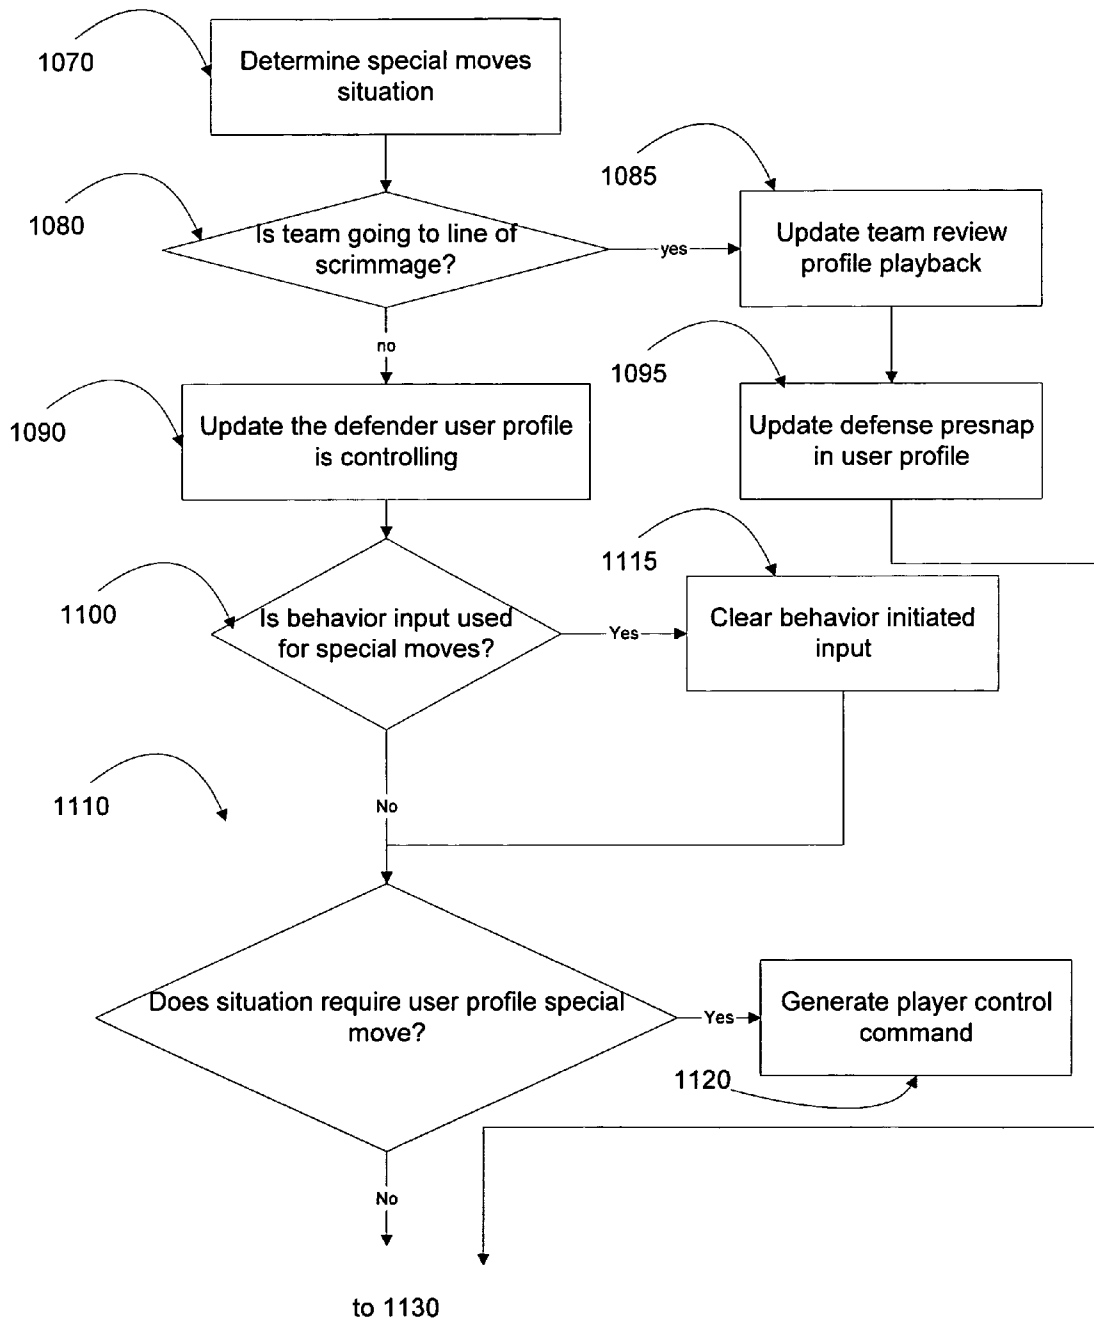 1070
Determine special moves
situation
1080
Is team going to line of
scrimmage?
yes
1085
Update team review
profile playback
no
1090
Update the defender user profile
is controlling
1095
Update defense presnap
in user profile
1100
Is behavior input used
for special moves?
Yes
1115
Clear behavior initiated
input
1110
No
Does situation require user profile special
move?
Yes
Generate player control
command
1120
No
to 1130